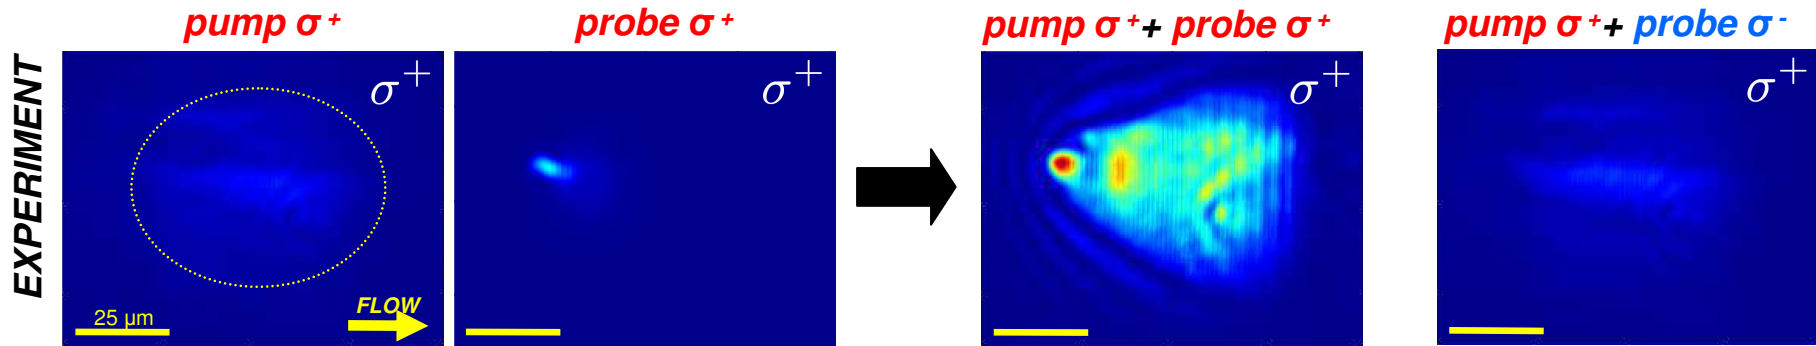 pump σ⁺
probe σ⁺
pump σ⁺ + probe σ⁺
pump σ⁺ + probe σ⁻
EXPERIMENT
σ⁺
σ⁺
σ⁺
σ⁺
25 µm
FLOW